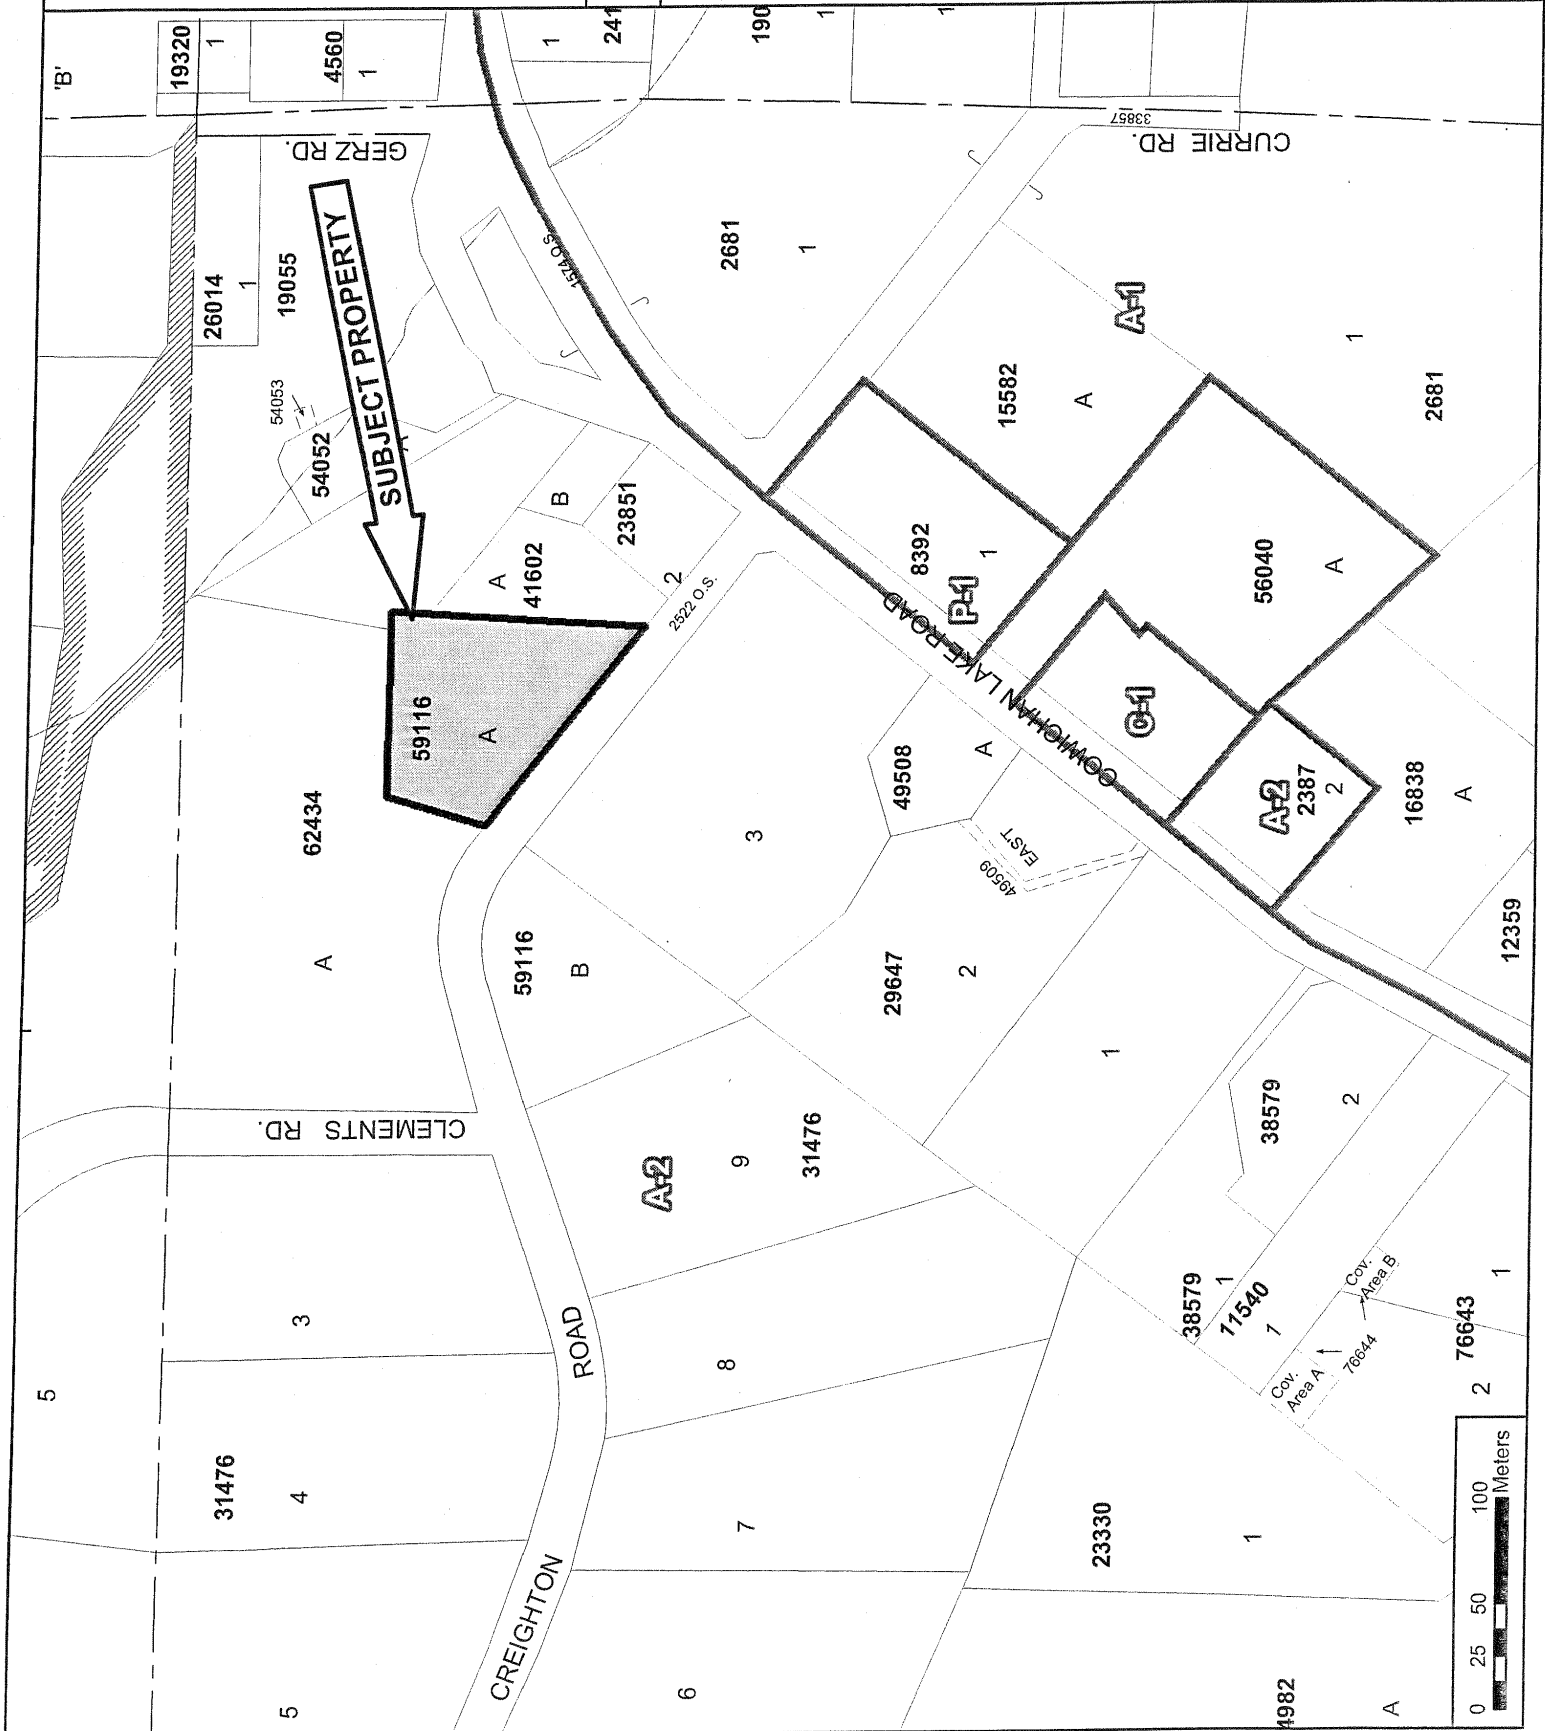 'B'
19320
1
4560
1
1
241
190
1
1
GERZ RD.
33857
CURRIE RD.
26014
1
19055
SUBJECT PROPERTY
1574 O.S.
J
J
J
J
2681
1
A-1
1
2681
54053
54052
A
15582
A
B
23851
41602
A
2
2522 O.S.
8392
1
P-1
56040
A
COWICHAN LAKE ROAD
59116
A
62434
A
49508
A
C-1
A-2
2387
2
16838
A
3
EAS'T
49509
59116
B
29647
2
12359
1
CLEMENTS RD.
A-2
9
31476
38579
2
3
ROAD
8
38579
1
11540
1
Cov.
Area B
Cov.
Area A
76644
76643
1
2
5
31476
4
7
23330
1
CREIGHTON
5
6
4982
A
0 25 50 100
Meters